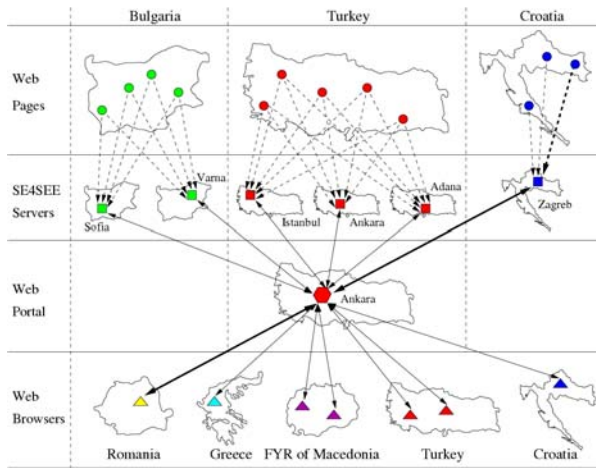 Bulgaria Turkey Croatia
Web
Pages
SE4SEE
Servers
Varna
Sofia
Istanbul
Ankara
Adana
Zagreb
Web
Portal
Ankara
Web
Browsers
Romania Greece FYR of Macedonia Turkey Croatia